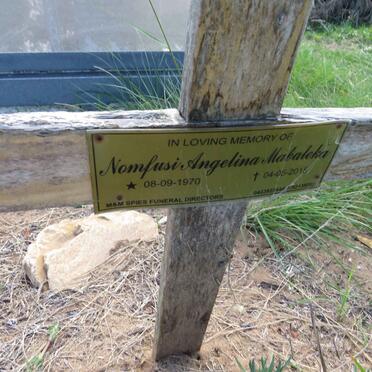 IN LOVING MEMORY OF
Nomfusi Angelina Mabaleka
★ 08-09-1970 † 04-05-2015
M&M SPIES FUNERAL DIRECTORS